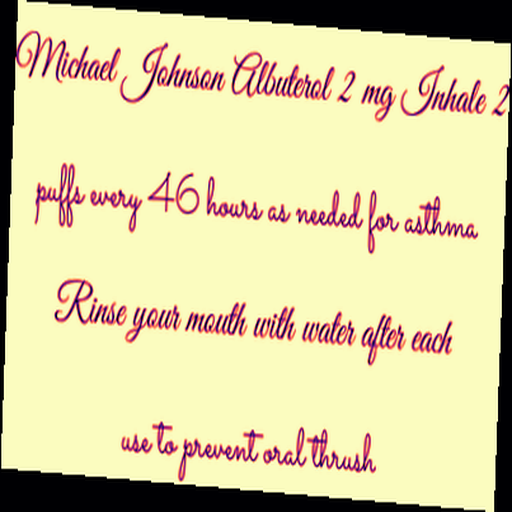 Michael Johnson Albuterol 2 mg Inhale 2
puffs every 46 hours as needed for asthma
Rinse your mouth with water after each
use to prevent oral thrush